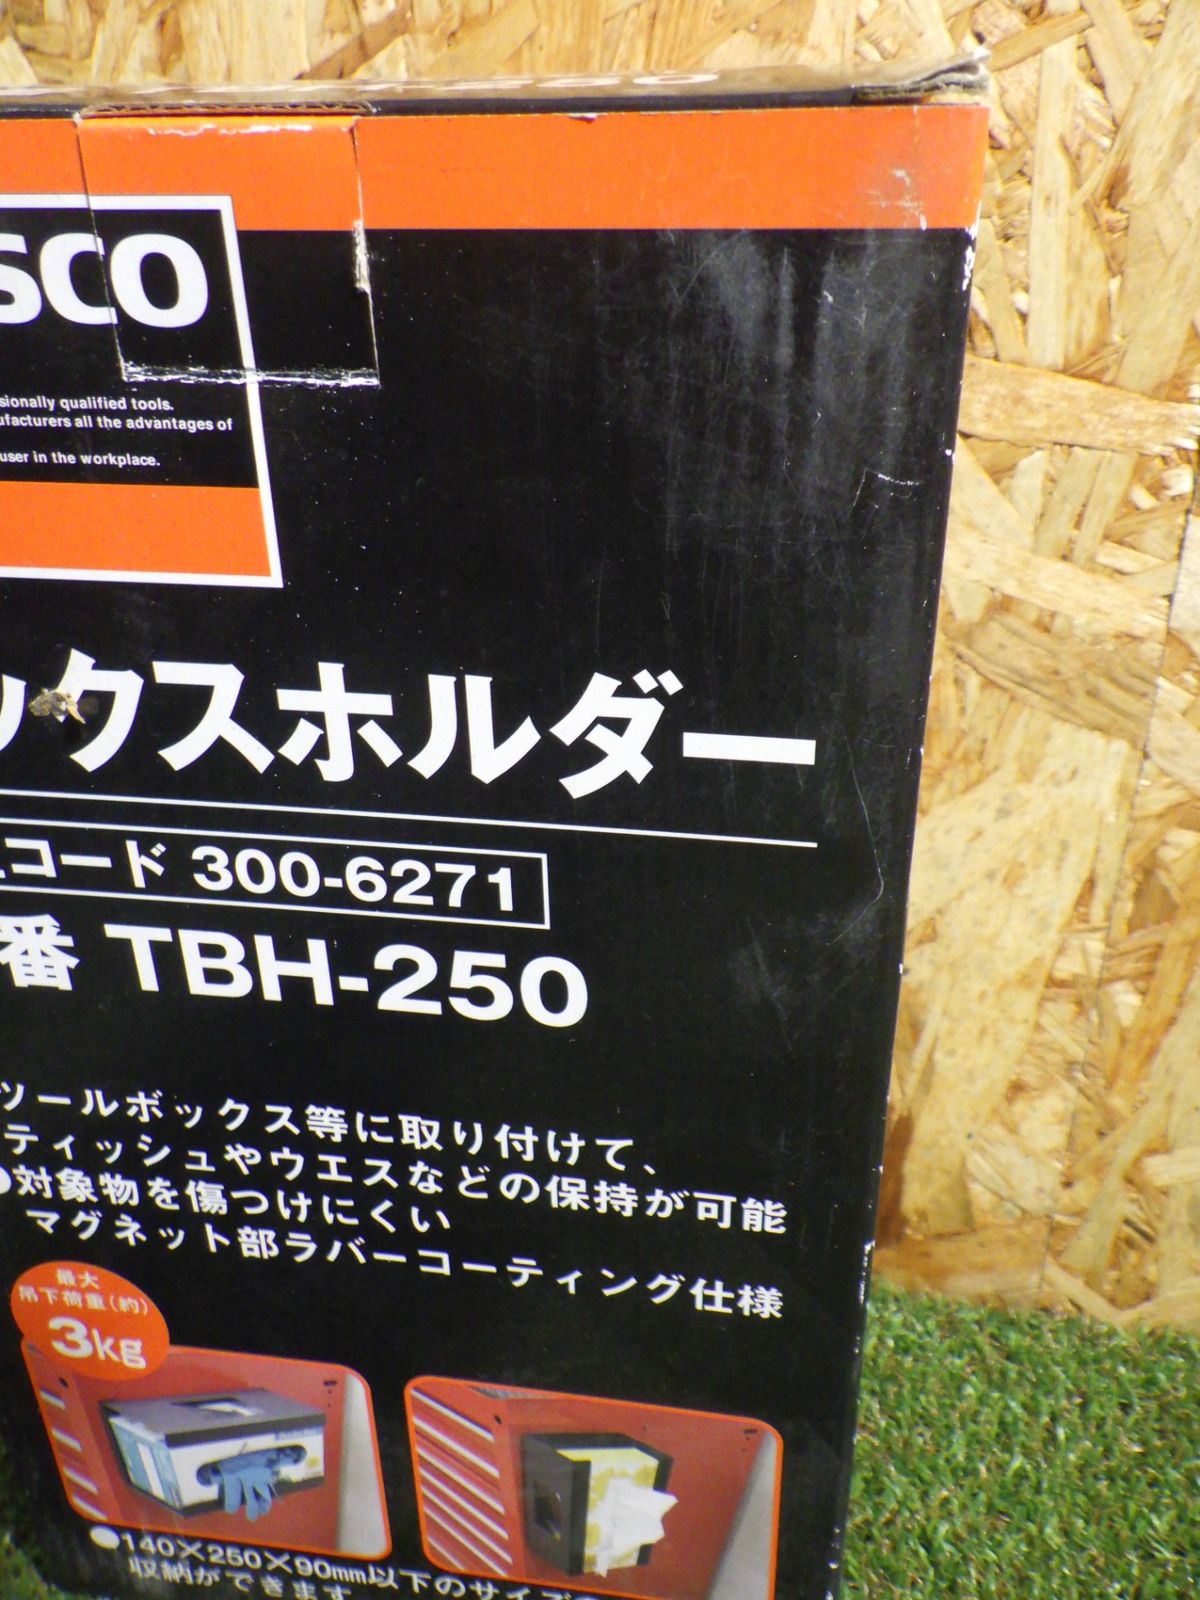 SCO
sionally qualified tools.
ufacturers all the advantages of
user in the workplace.
ックスホルダー
コード 300-6271
番 TBH-250
ツールボックス等に取り付けて、
ティッシュやウエスなどの保持が可能
●対象物を傷つけにくい
マグネット部ラバーコーティング仕様
最大
吊下荷重(約)
3kg
●140×250×90mm以下のサイズの
収納ができます